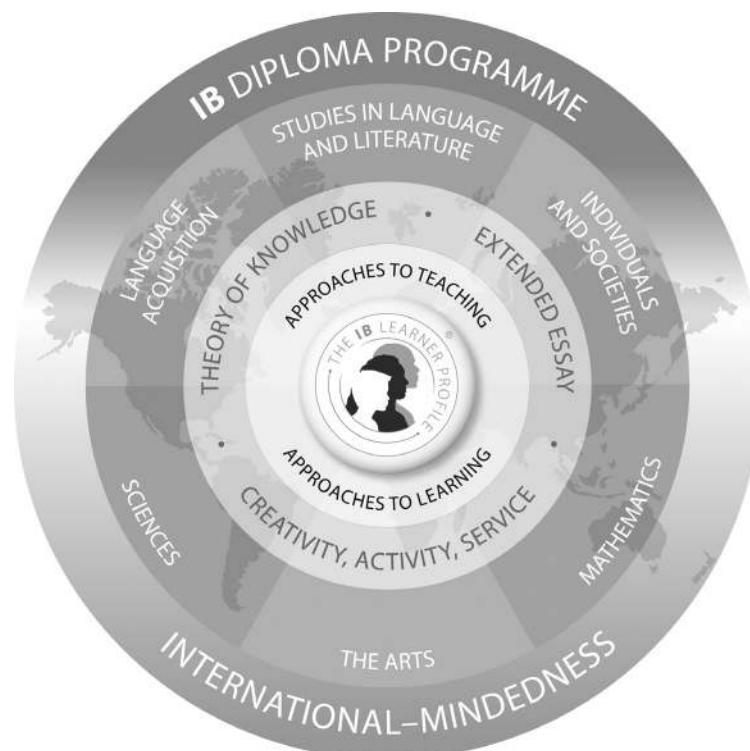 IB DIPLOMA PROGRAMME
STUDIES IN LANGUAGE
AND LITERATURE
LANGUAGE
ACQUISITION
INDIVIDUALS
AND SOCIETIES
THEORY OF KNOWLEDGE
EXTENDED ESSAY
APPROACHES TO TEACHING
THE IB LEARNER PROFILE®
APPROACHES TO LEARNING
CREATIVITY, ACTIVITY, SERVICE
SCIENCES
MATHEMATICS
THE ARTS
INTERNATIONAL–MINDEDNESS